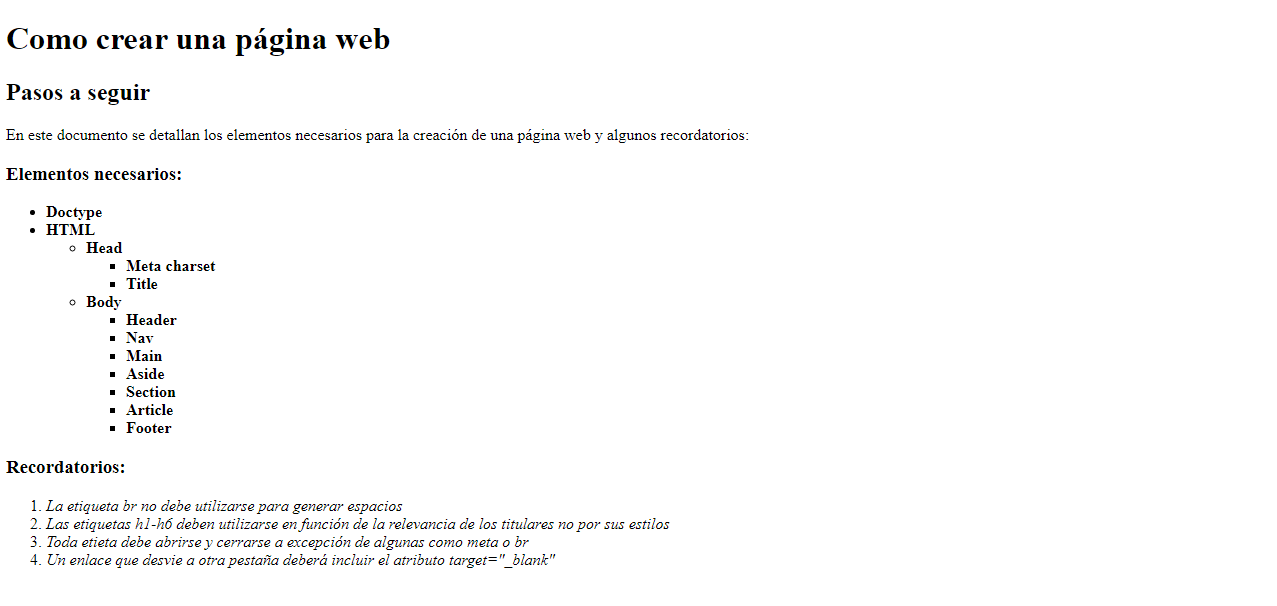 Como crear una página web
Pasos a seguir
En este documento se detallan los elementos necesarios para la creación de una página web y algunos recordatorios:
Elementos necesarios:
Doctype
HTML
Head
Meta charset
Title
Body
Header
Nav
Main
Aside
Section
Article
Footer
Recordatorios:
1. La etiqueta br no debe utilizarse para generar espacios
2. Las etiquetas h1-h6 deben utilizarse en función de la relevancia de los titulares no por sus estilos
3. Toda etieta debe abrirse y cerrarse a excepción de algunas como meta o br
4. Un enlace que desvie a otra pestaña deberá incluir el atributo target="_blank"